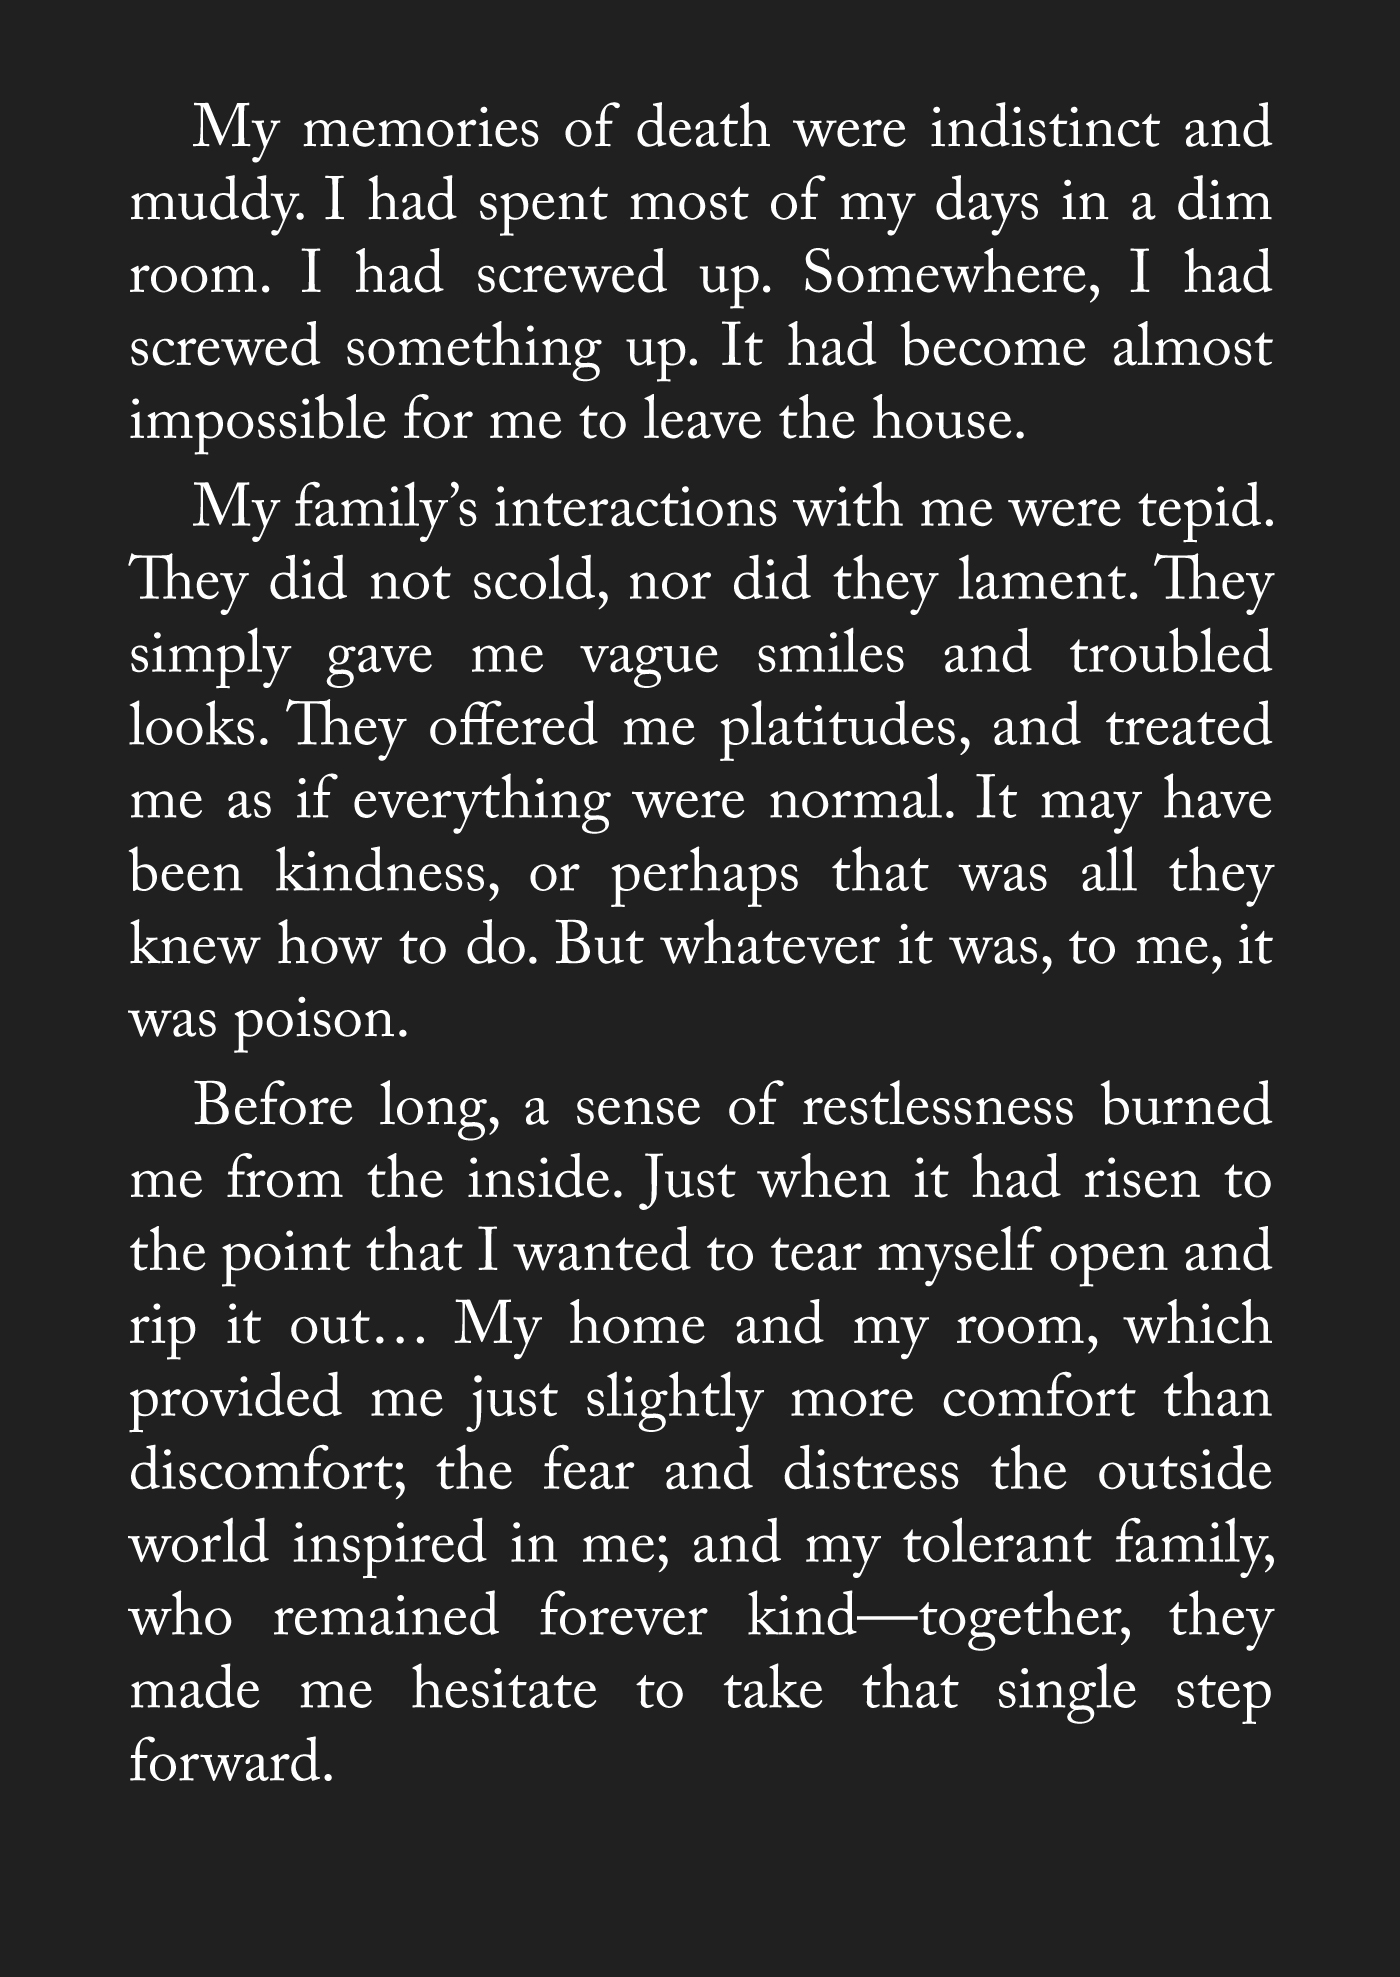 My memories of death were indistinct and
muddy. I had spent most of my days in a dim
room. I had screwed up. Somewhere, I had
screwed something up. It had become almost
impossible for me to leave the house.
My family’s interactions with me were tepid.
They did not scold, nor did they lament. They
simply gave me vague smiles and troubled
looks. They offered me platitudes, and treated
me as if everything were normal. It may have
been kindness, or perhaps that was all they
knew how to do. But whatever it was, to me, it
was poison.
Before long, a sense of restlessness burned
me from the inside. Just when it had risen to
the point that I wanted to tear myself open and
rip it out… My home and my room, which
provided me just slightly more comfort than
discomfort; the fear and distress the outside
world inspired in me; and my tolerant family,
who remained forever kind—together, they
made me hesitate to take that single step
forward.